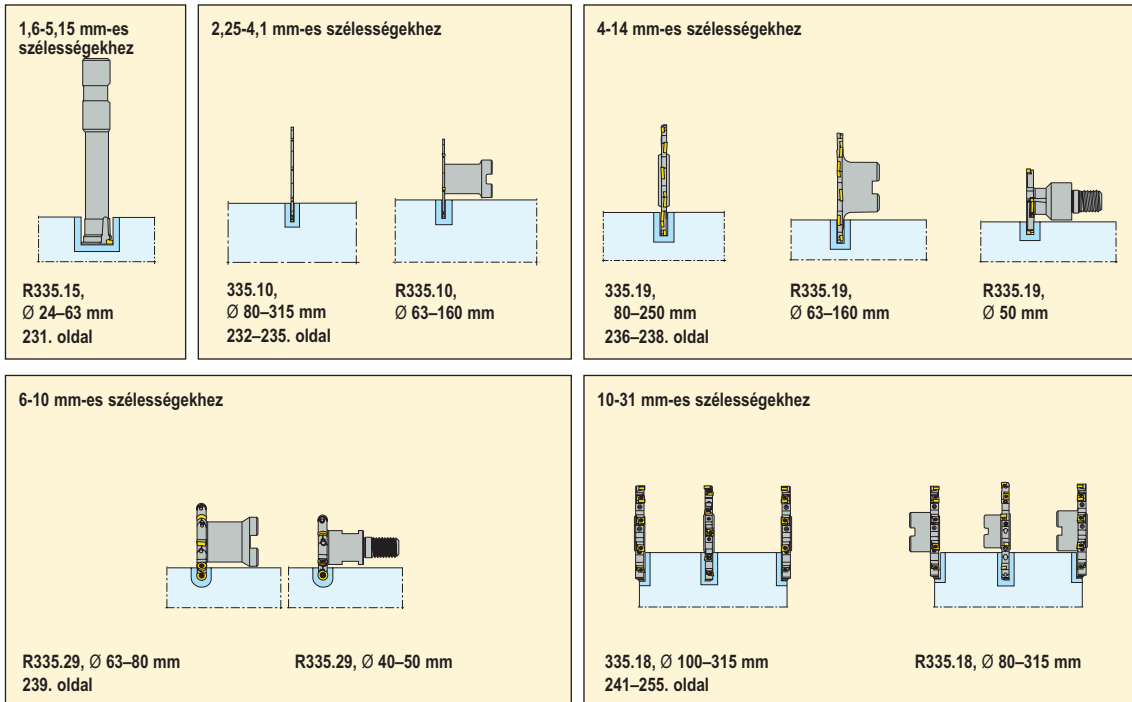 1,6-5,15 mm-es
szélességekhez
R335.15,
Ø 24–63 mm
231. oldal
2,25-4,1 mm-es szélességekhez
335.10,
Ø 80–315 mm
232–235. oldal
R335.10,
Ø 63–160 mm
4-14 mm-es szélességekhez
335.19,
80–250 mm
236–238. oldal
R335.19,
Ø 63–160 mm
R335.19,
Ø 50 mm
6-10 mm-es szélességekhez
R335.29, Ø 63–80 mm
239. oldal
R335.29, Ø 40–50 mm
10-31 mm-es szélességekhez
335.18, Ø 100–315 mm
241–255. oldal
R335.18, Ø 80–315 mm